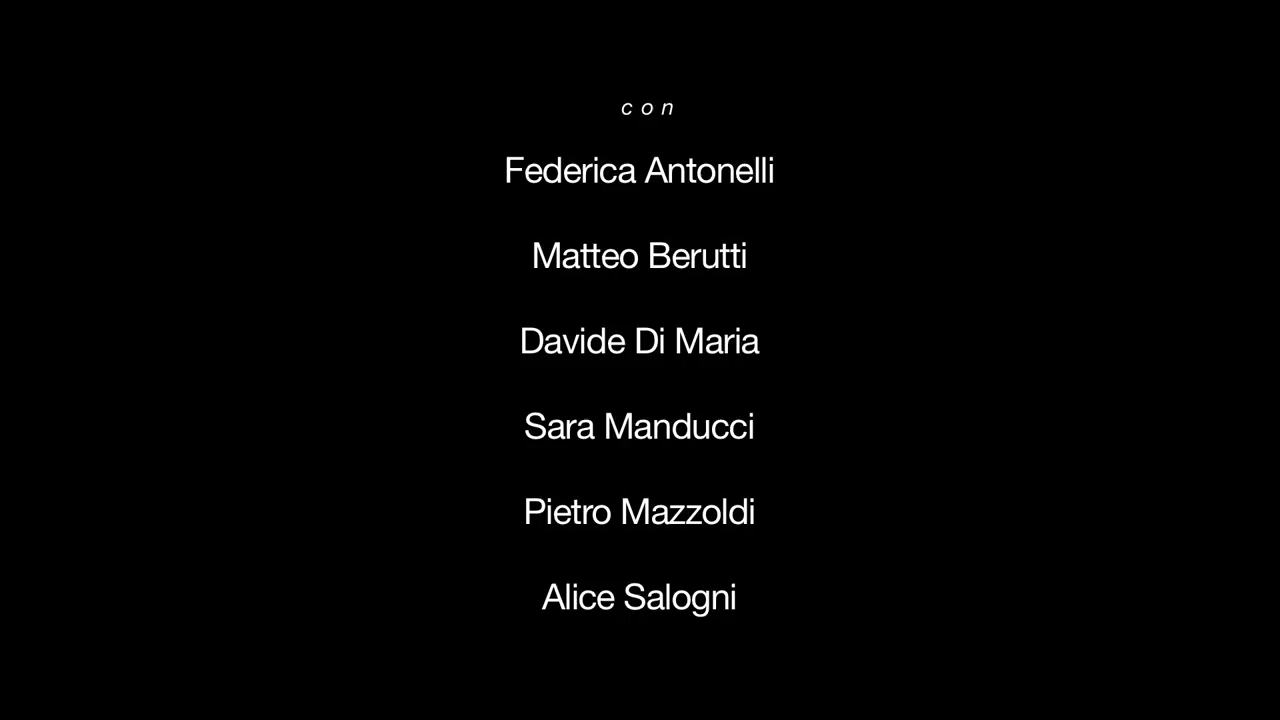 con
Federica Antonelli
Matteo Berutti
Davide Di Maria
Sara Manducci
Pietro Mazzoldi
Alice Salogni